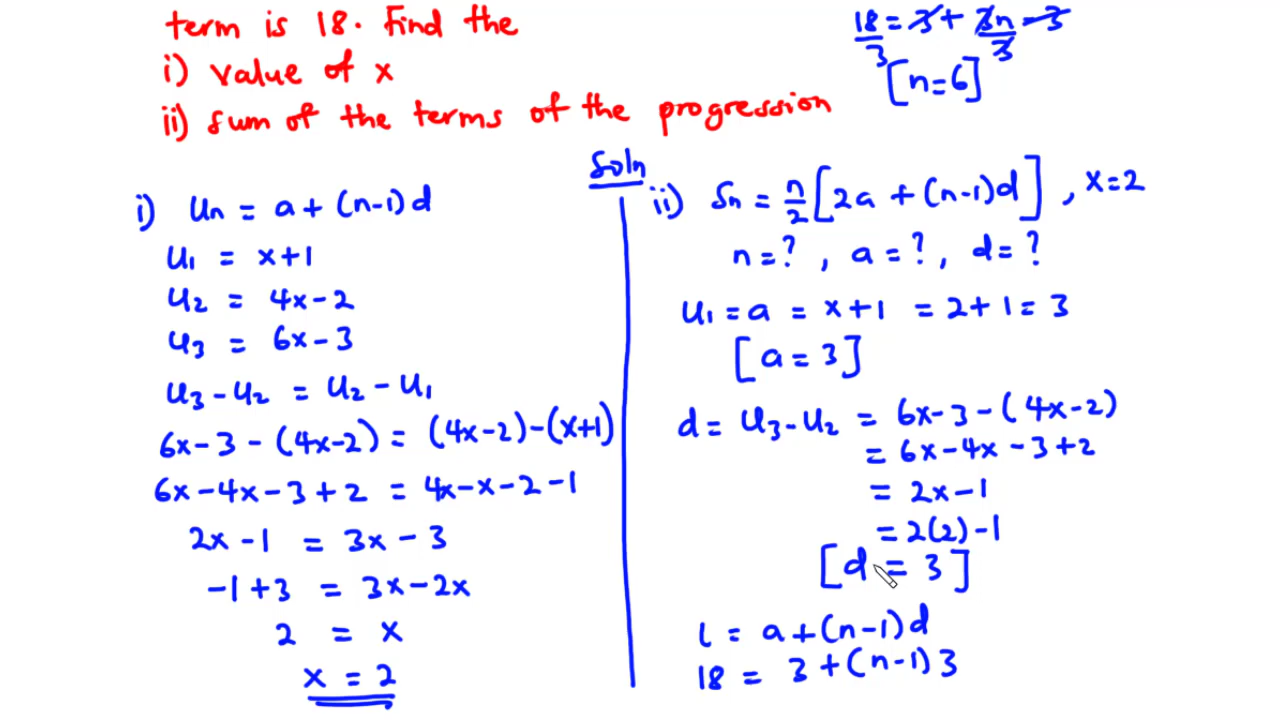 term is 18. Find the
i) value of x
ii) sum of the terms of the progression
18/3 = 3 + 3n/3 - 3
[n=6]
Soln
i) Un = a + (n-1)d
U1 = x+1
U2 = 4x-2
U3 = 6x-3
U3 - U2 = U2 - U1
6x-3 - (4x-2) = (4x-2)-(x+1)
6x-4x-3+2 = 4x-x-2-1
2x-1 = 3x-3
-1+3 = 3x-2x
2 = x
x = 2
ii) Sn = n/2 [2a + (n-1)d], x=2
n=?, a=?, d=?
U1 = a = x+1 = 2+1 = 3
[a = 3]
d = U3-U2 = 6x-3-(4x-2)
= 6x-4x-3+2
= 2x-1
= 2(2)-1
[d = 3]
l = a+(n-1)d
18 = 3+(n-1)3